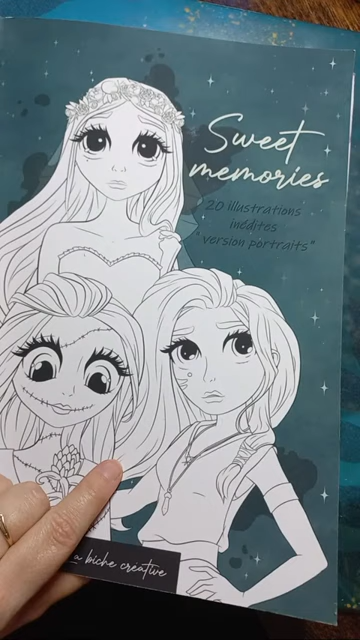 Sweet
memories
20 illustrations
inédites
"version portraits"
a biche creative